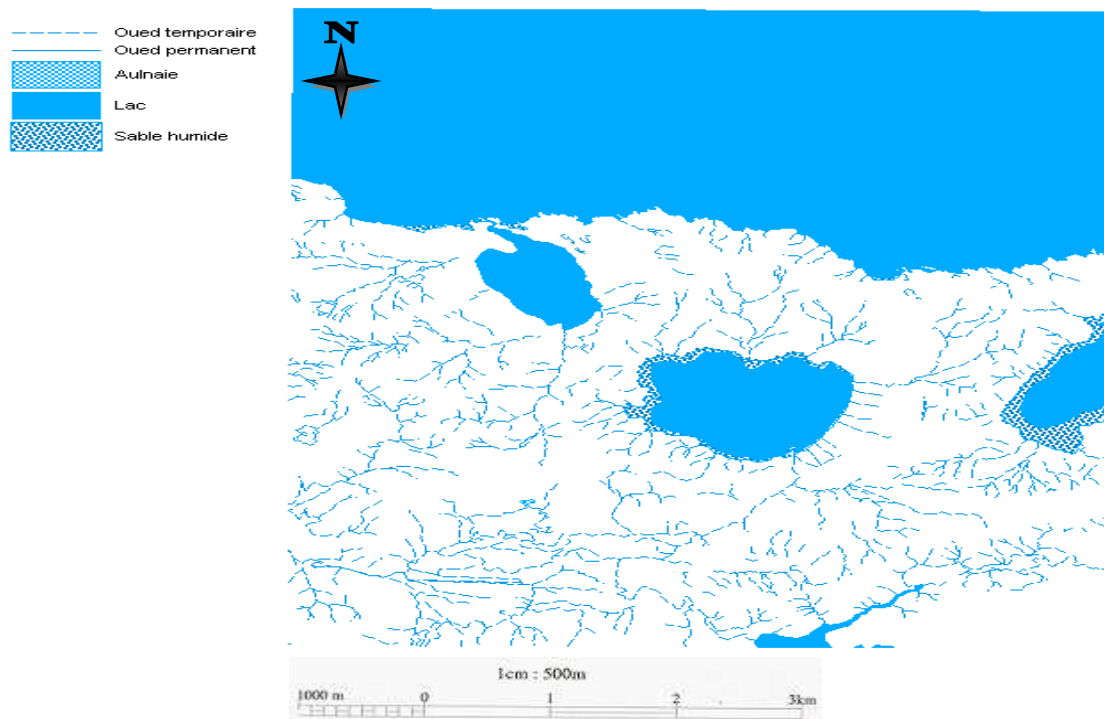 Oued temporaire
Oued permanent
Aulnaie
Lac
Sable humide
N
1cm : 500m
1000 m 0 1 2 3km